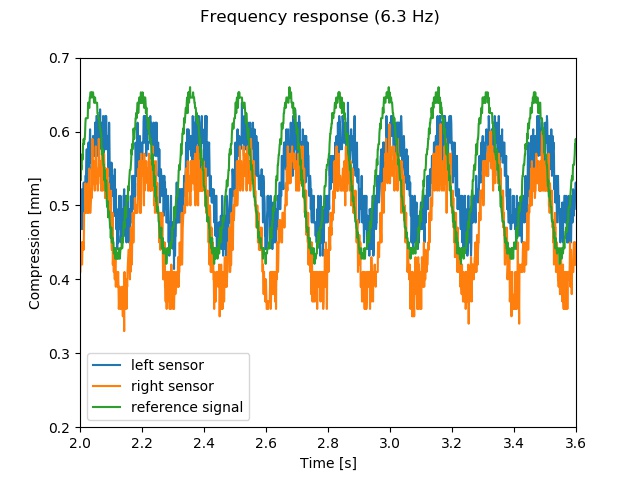 Frequency response (6.3 Hz)
0.7
0.6
0.5
0.4
0.3
0.2
Compression [mm]
left sensor
right sensor
reference signal
2.0 2.2 2.4 2.6 2.8 3.0 3.2 3.4 3.6
Time [s]